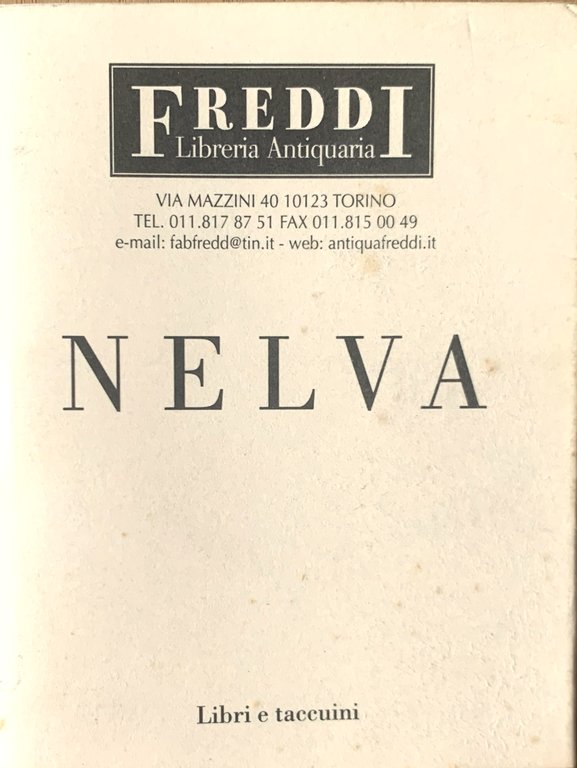 FREDDI
Libreria Antiquaria
VIA MAZZINI 40 10123 TORINO
TEL. 011.817 87 51 FAX 011.815 00 49
e-mail: fabfredd@tin.it - web: antiquafreddi.it
NELVA
Libri e taccuini